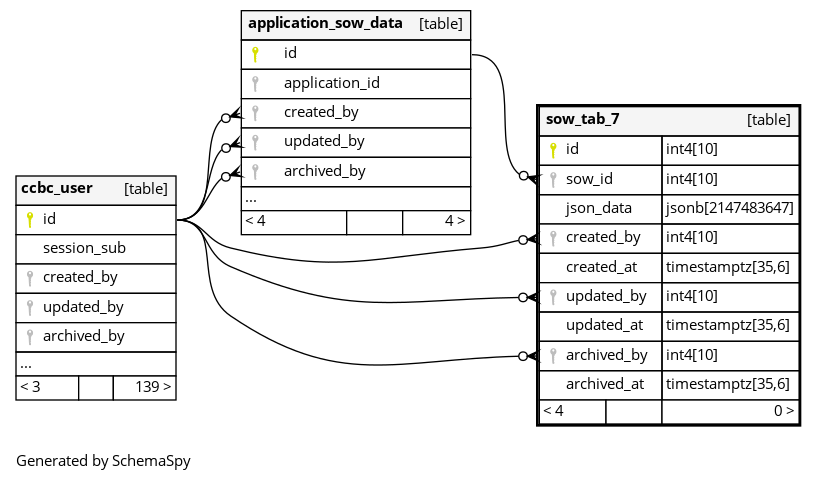 application_sow_data [table]
id
application_id
created_by
updated_by
archived_by
...
< 4 4 >
sow_tab_7 [table]
id int4[10]
sow_id int4[10]
json_data jsonb[2147483647]
created_by int4[10]
created_at timestamptz[35,6]
updated_by int4[10]
updated_at timestamptz[35,6]
archived_by int4[10]
archived_at timestamptz[35,6]
< 4 0 >
ccbc_user [table]
id
session_sub
created_by
updated_by
archived_by
...
< 3 139 >
Generated by SchemaSpy